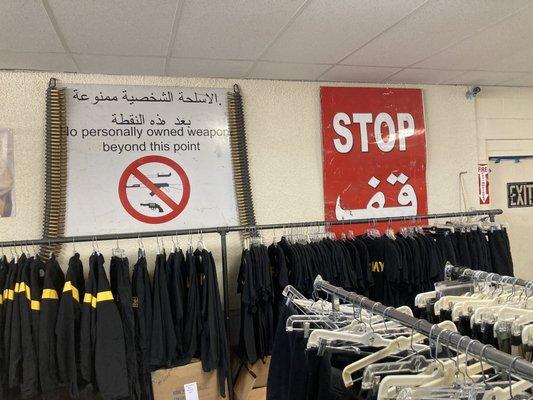 الاسلحة الشخصية ممنوعة.
بعد هذه النقطة
No personally owned weapons
beyond this point
STOP
قف
FIRE
EXIT